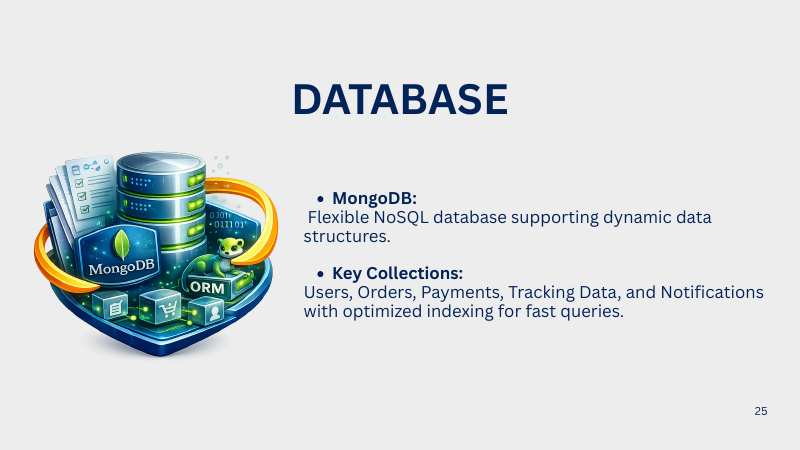 DATABASE
• MongoDB:
Flexible NoSQL database supporting dynamic data
structures.
• Key Collections:
Users, Orders, Payments, Tracking Data, and Notifications
with optimized indexing for fast queries.
MongoDB
ORM
25